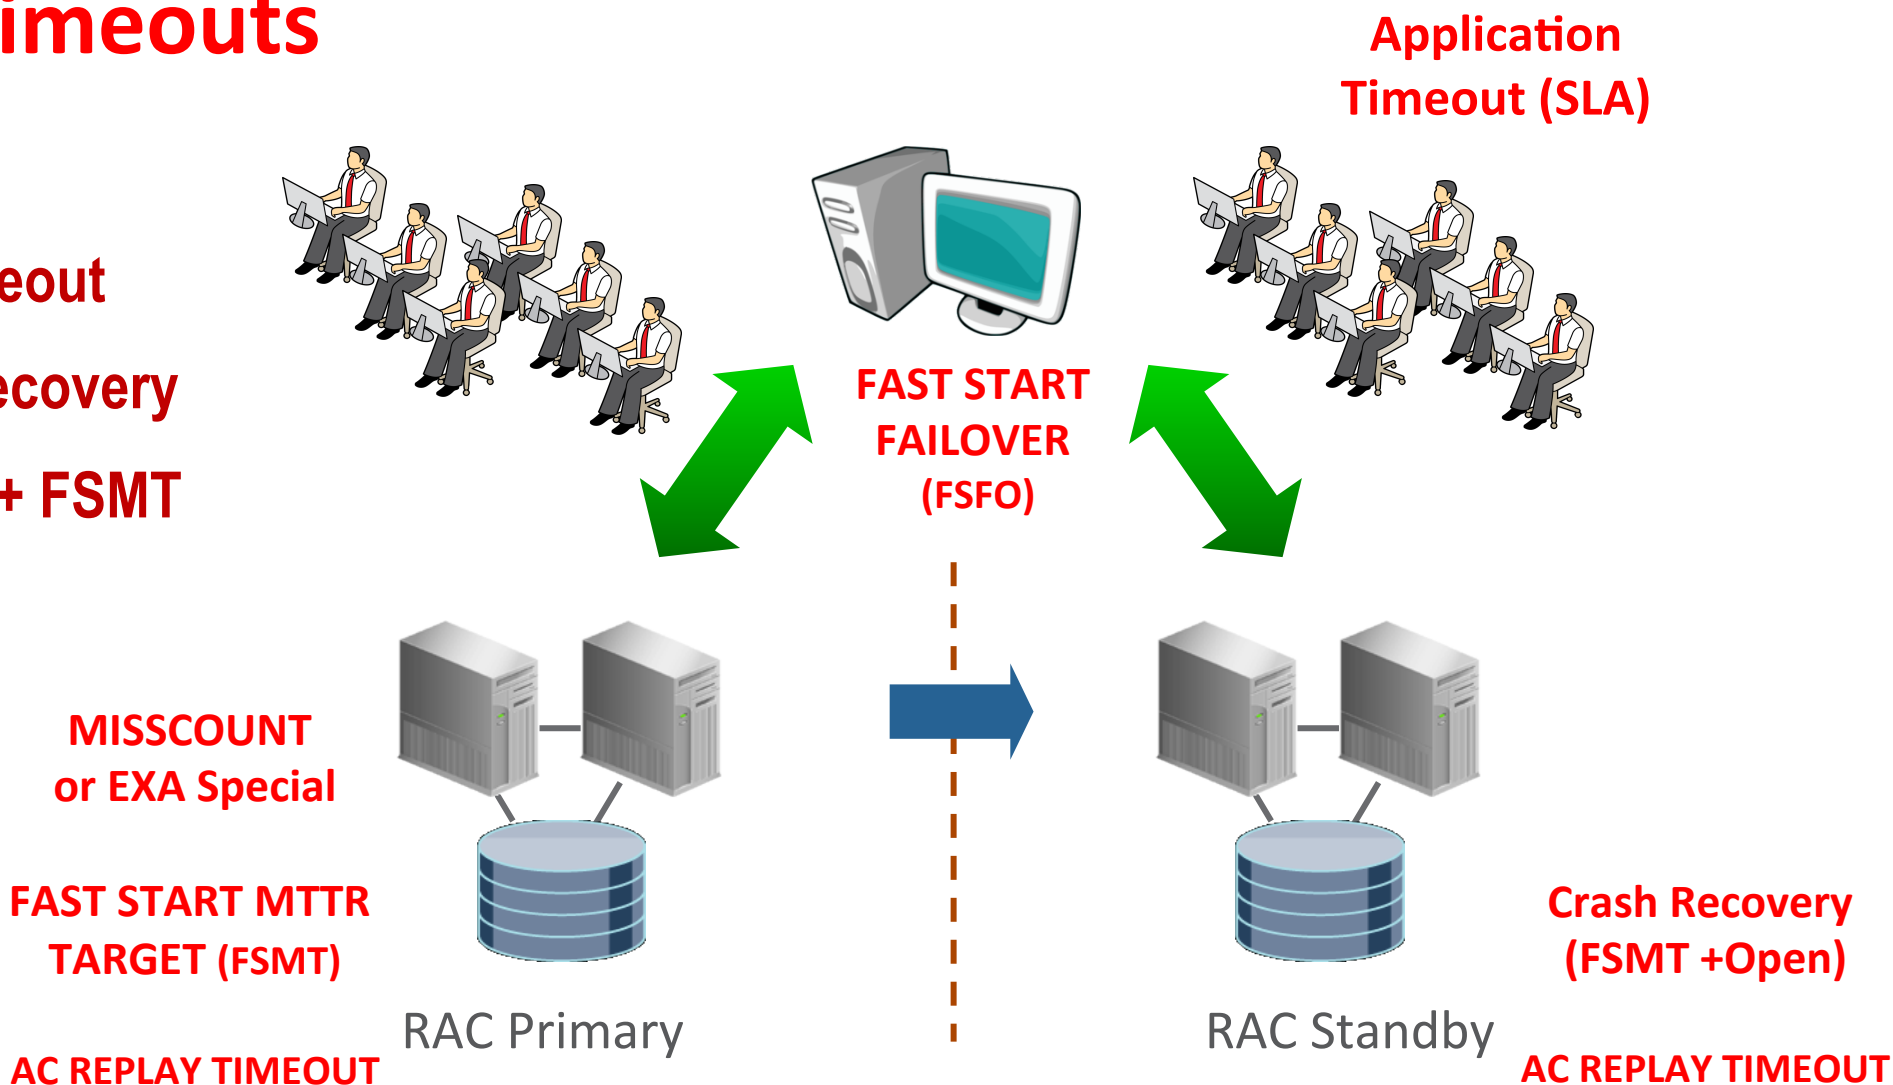 imeouts
Application
Timeout (SLA)
eout
ecovery
+ FSMT
FAST START
FAILOVER
(FSFO)
MISSCOUNT
or EXA Special
FAST START MTTR
TARGET (FSMT)
Crash Recovery
(FSMT +Open)
RAC Primary
RAC Standby
AC REPLAY TIMEOUT
AC REPLAY TIMEOUT